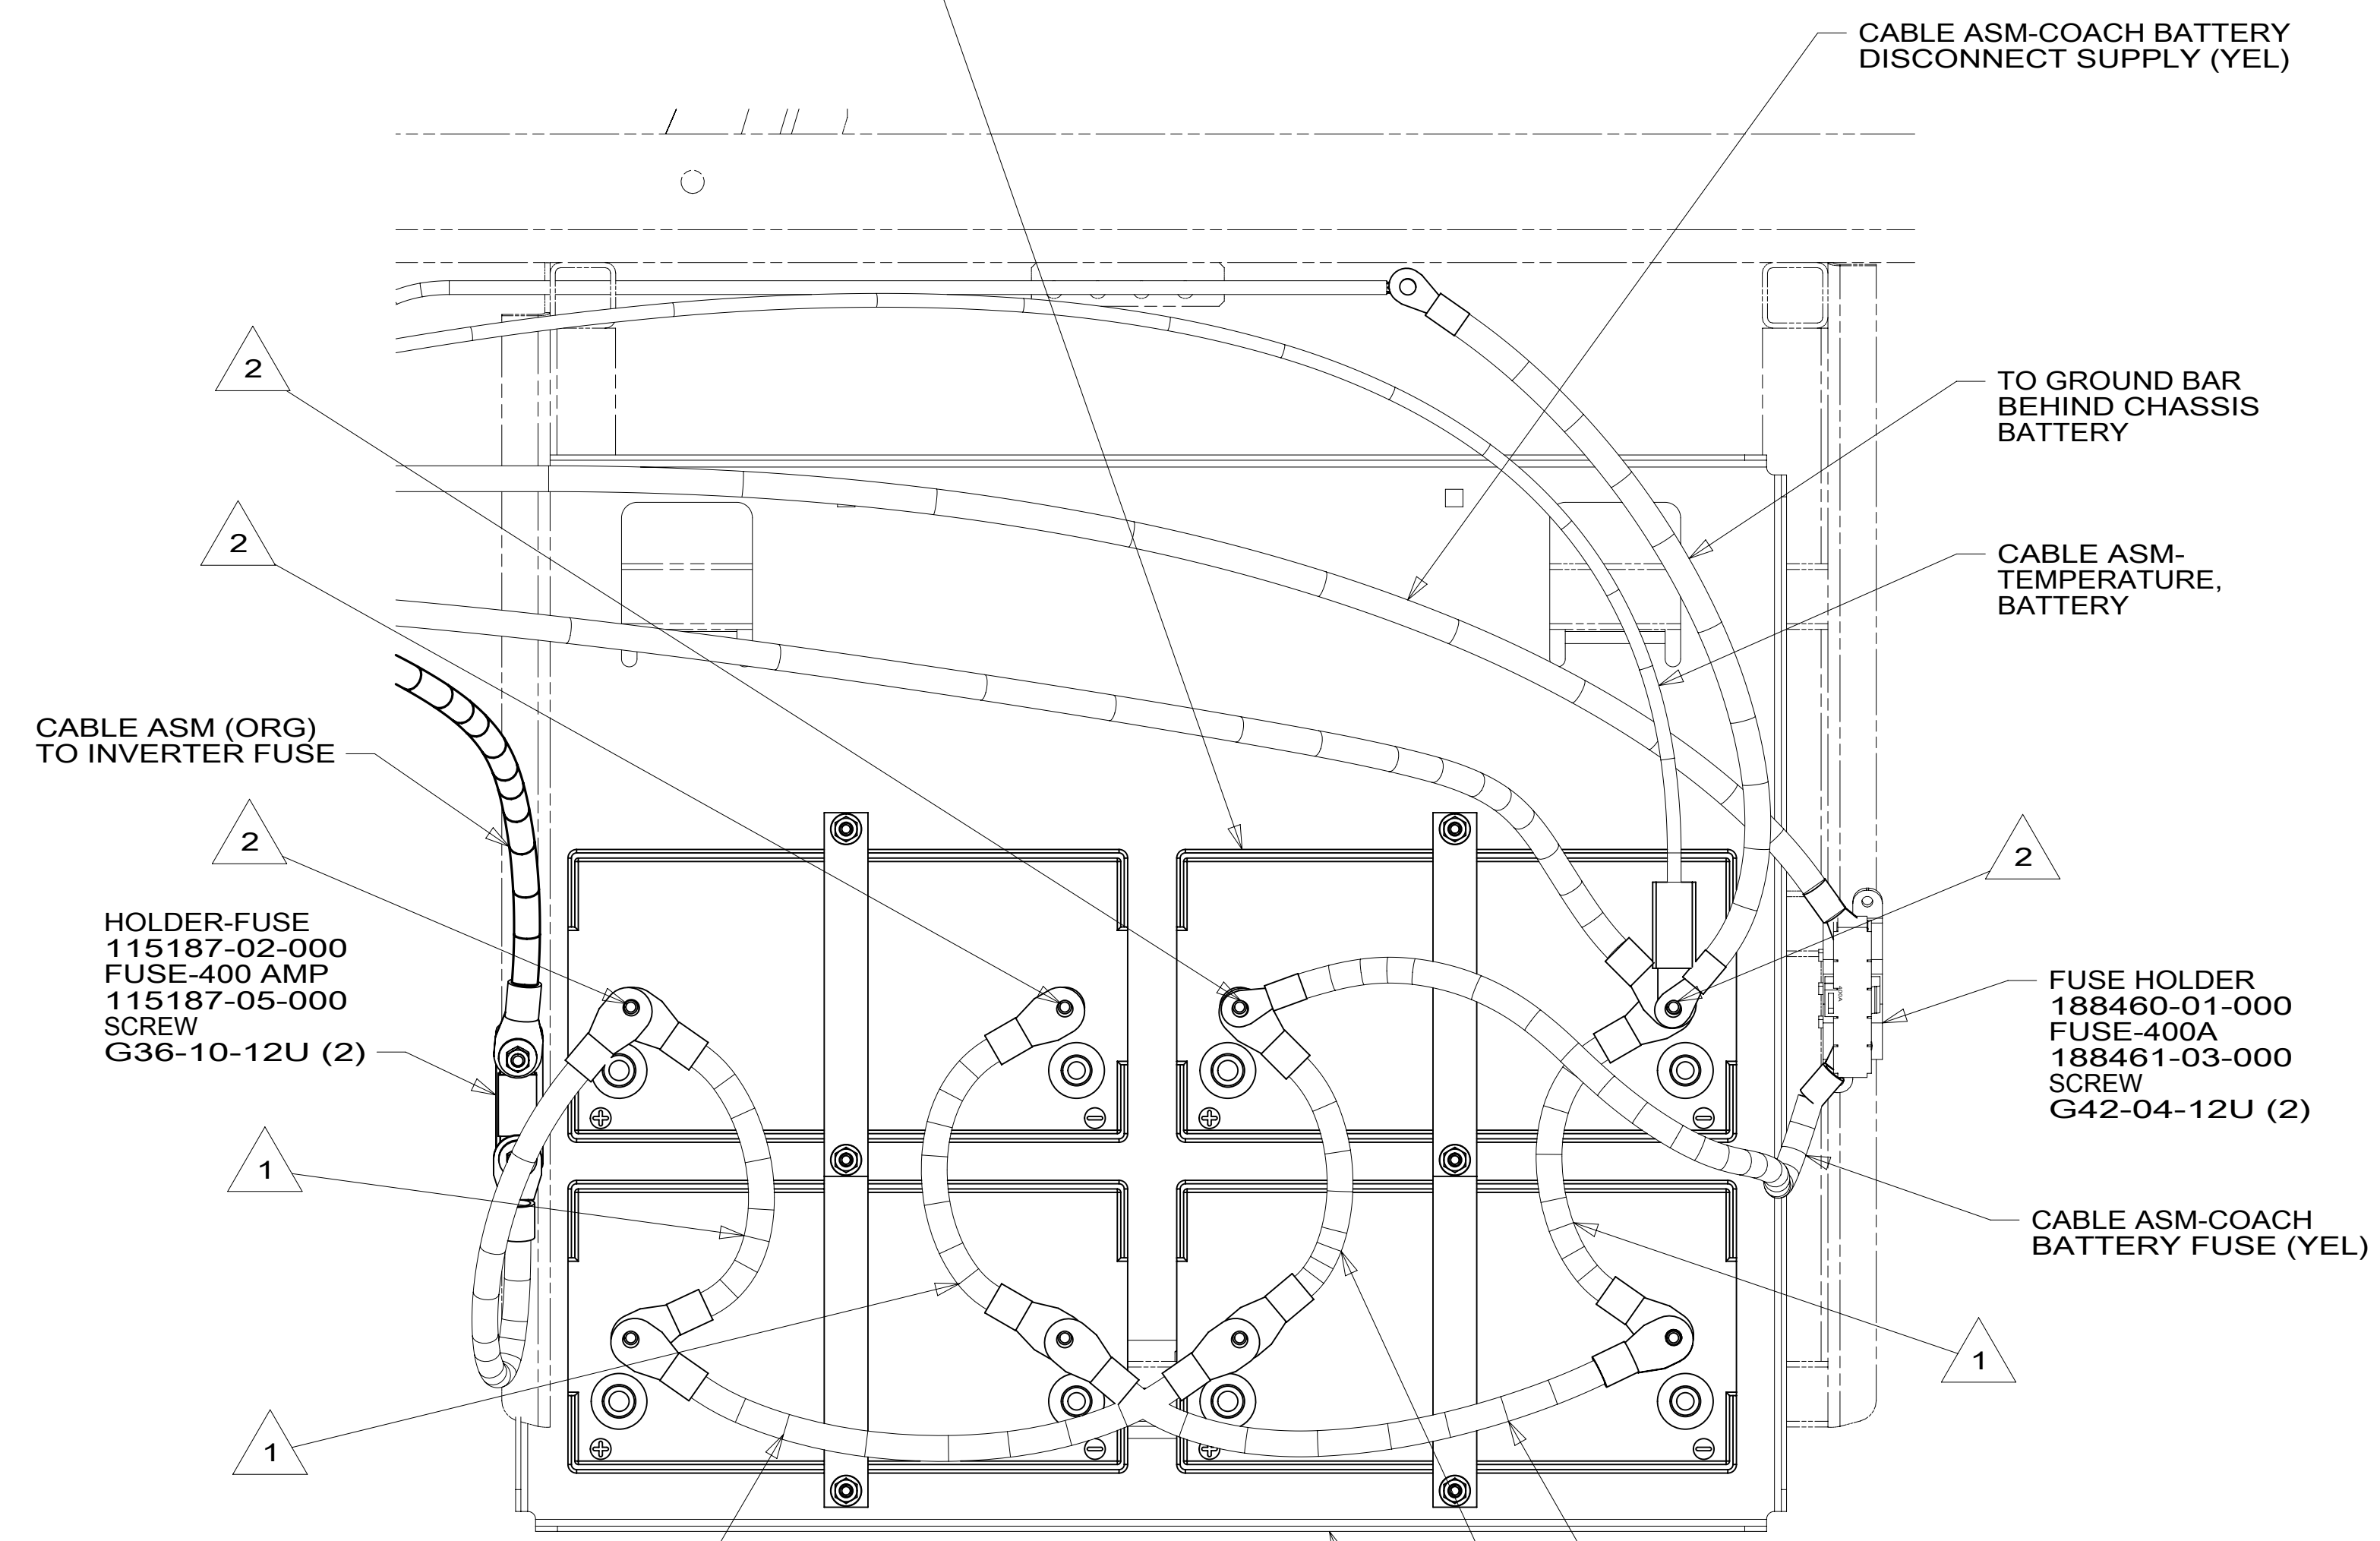 CABLE ASM-COACH BATTERY
DISCONNECT SUPPLY (YEL)
2
TO GROUND BAR
BEHIND CHASSIS
BATTERY
2
CABLE ASM-
TEMPERATURE,
BATTERY
CABLE ASM (ORG)
TO INVERTER FUSE
2
2
HOLDER-FUSE
115187-02-000
FUSE-400 AMP
115187-05-000
SCREW
G36-10-12U (2)
400A
FUSE HOLDER
188460-01-000
FUSE-400A
188461-03-000
SCREW
G42-04-12U (2)
+
−
+
−
1
CABLE ASM-COACH
BATTERY FUSE (YEL)
1
1
+
−
+
−